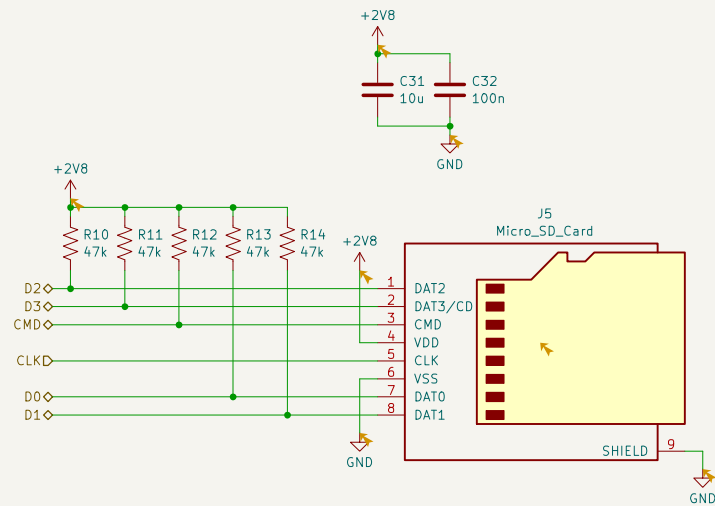 +2V8
C31
10u
C32
100n
GND
+2V8
R10
47k
R11
47k
R12
47k
R13
47k
R14
47k
+2V8
J5
Micro_SD_Card
D2
1 DAT2
D3
2 DAT3/CD
CMD
3 CMD
4 VDD
CLK
5 CLK
6 VSS
D0
7 DAT0
D1
8 DAT1
GND
SHIELD 9
GND